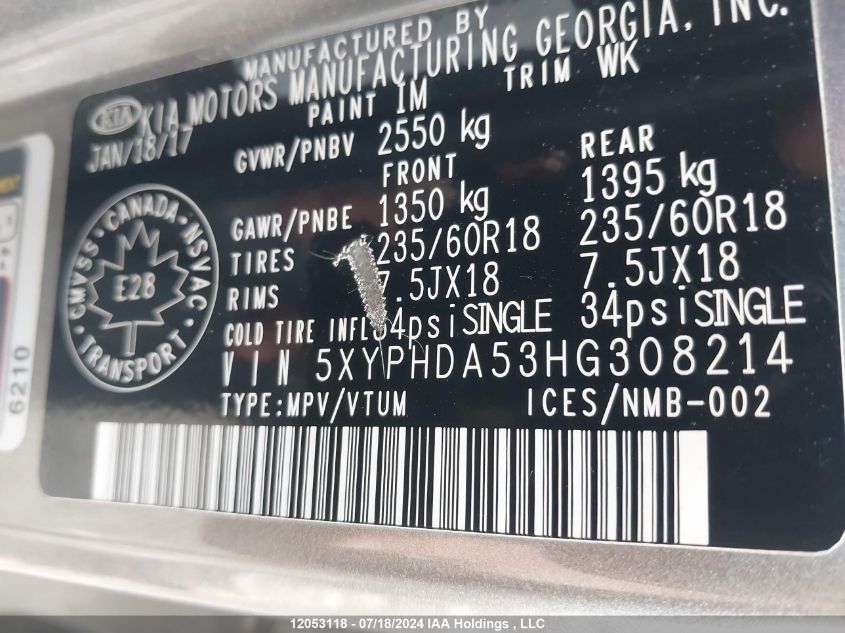 MANUFACTURED BY
KIA KIA MOTORS MANUFACTURING GEORGIA, INC.
PAINT 1M TRIM WK
JAN/18/17
GVWR/PNBV 2550 kg
FRONT REAR
GAWR/PNBE 1350 kg 1395 kg
TIRES 235/60R18 235/60R18
RIMS 7.5JX18 7.5JX18
COLD TIRE INFL 34psiSINGLE 34psiSINGLE
VIN 5XYPHDA53HG308214
TYPE:MPV/VTUM ICES/NMB-002
CANADA · NSVAC · TRANSPORT · CMVSS
E28
6210
12053118 - 07/18/2024 IAA Holdings , LLC